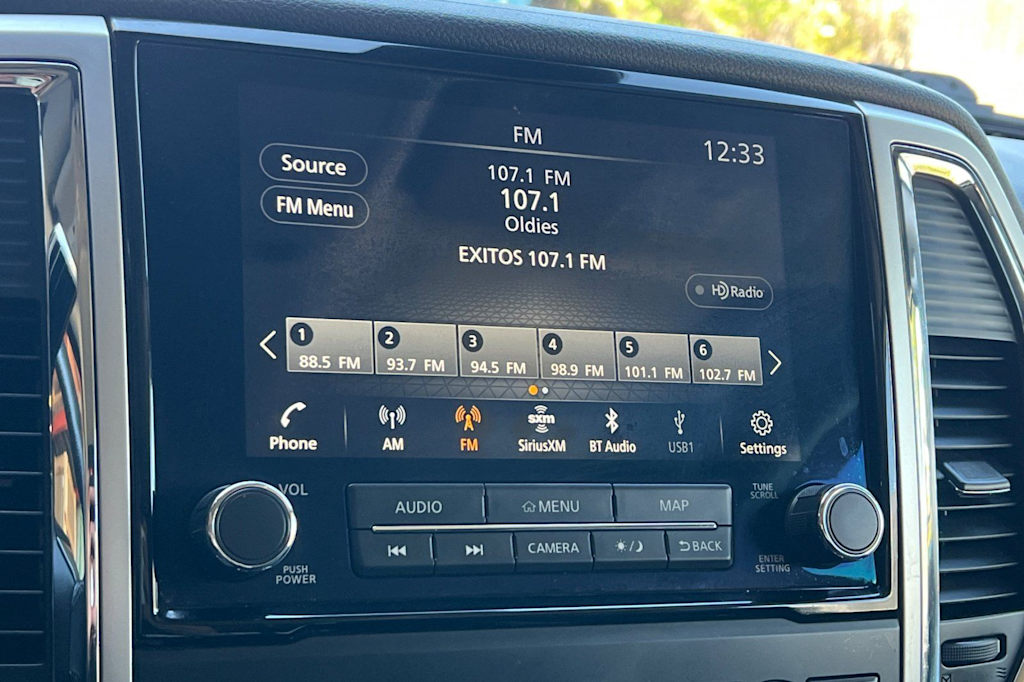 FM
12:33
Source
FM Menu
107.1 FM
107.1
Oldies
EXITOS 107.1 FM
HD Radio
1 2 3 4 5 6
88.5 FM 93.7 FM 94.5 FM 98.9 FM 101.1 FM 102.7 FM
sxm
Phone AM FM SiriusXM BT Audio USB1 Settings
VOL
PUSH
POWER
AUDIO MENU MAP
CAMERA BACK
TUNE
SCROLL
ENTER
SETTING